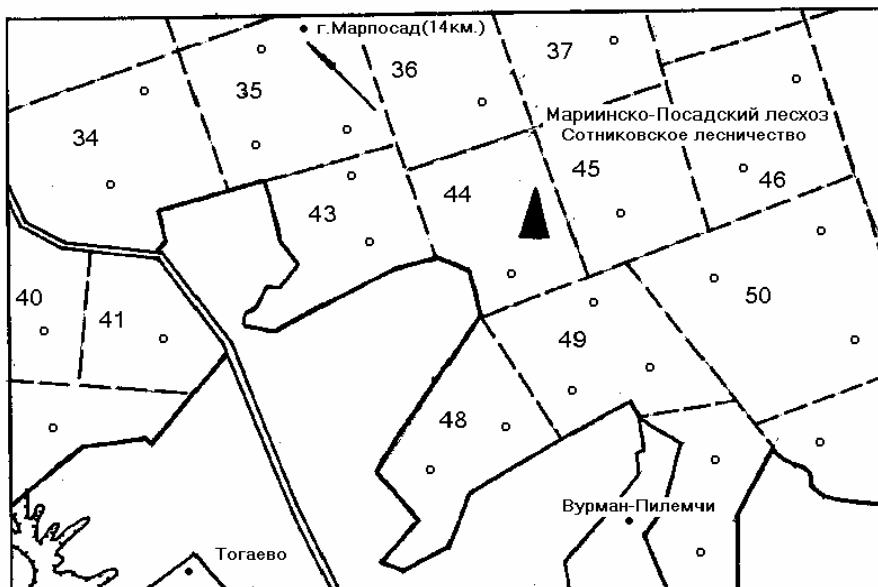 г.Марпосад(14км.)
37
36
35
Мариинско-Посадский лесхоз
Сотниковское лесничество
34
45
46
44
43
40
41
50
49
48
Вурман-Пилемчи
Тогаево